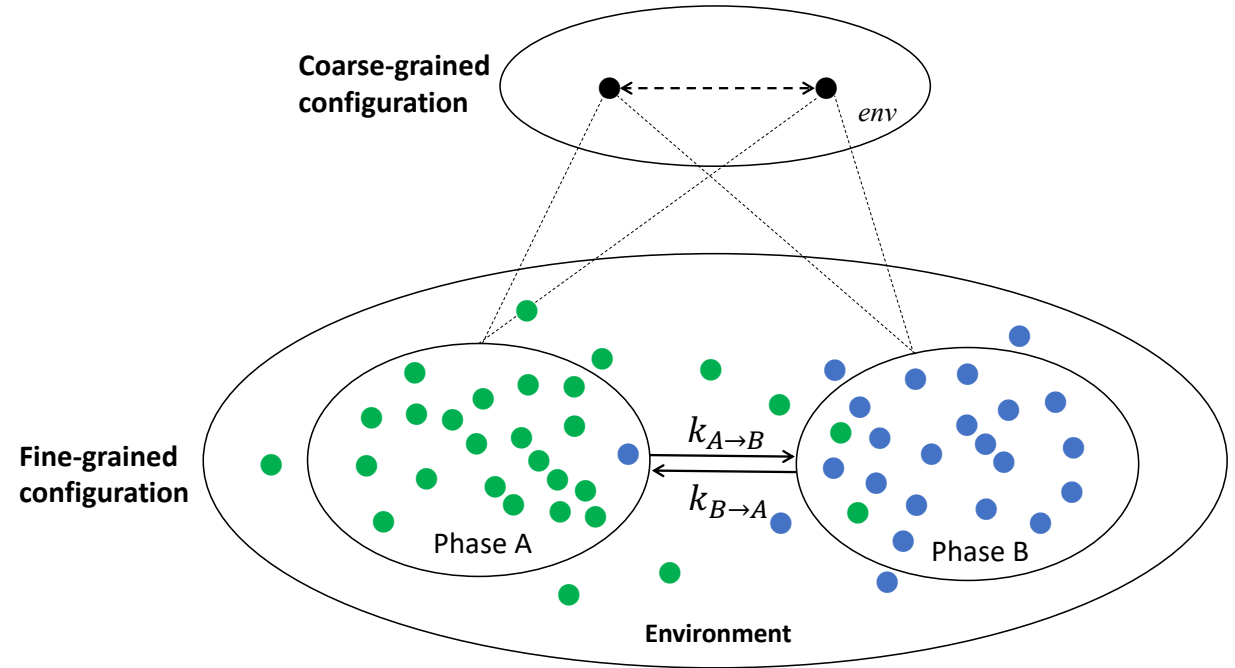 Coarse-grained
configuration
env
Fine-grained
configuration
k_{A→B}
k_{B→A}
Phase A
Phase B
Environment